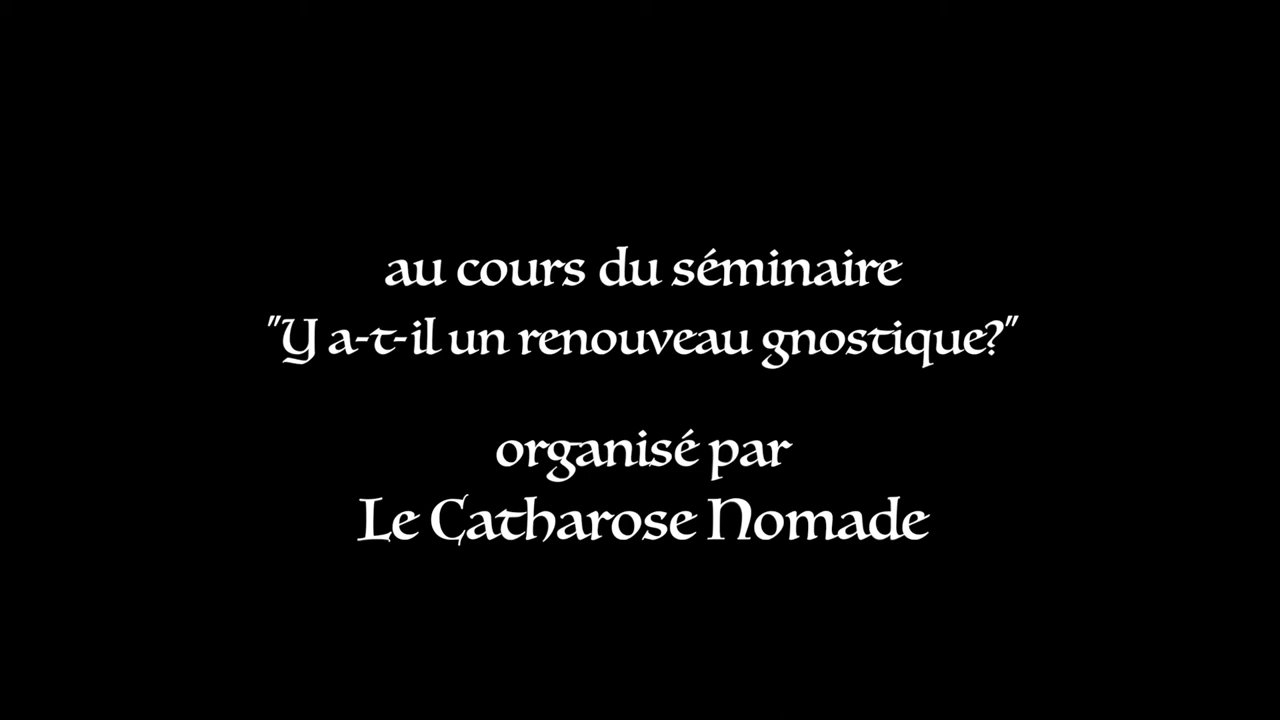 au cours du séminaire
"Y a-t-il un renouveau gnostique?"
organisé par
Le Catharose Nomade